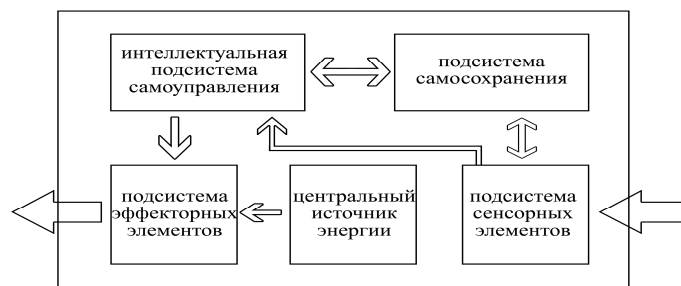 интеллектуальная
подсистема
самоуправления
подсистема
самосохранения
подсистема
эффекторных
элементов
центральный
источник
энергии
подсистема
сенсорных
элементов